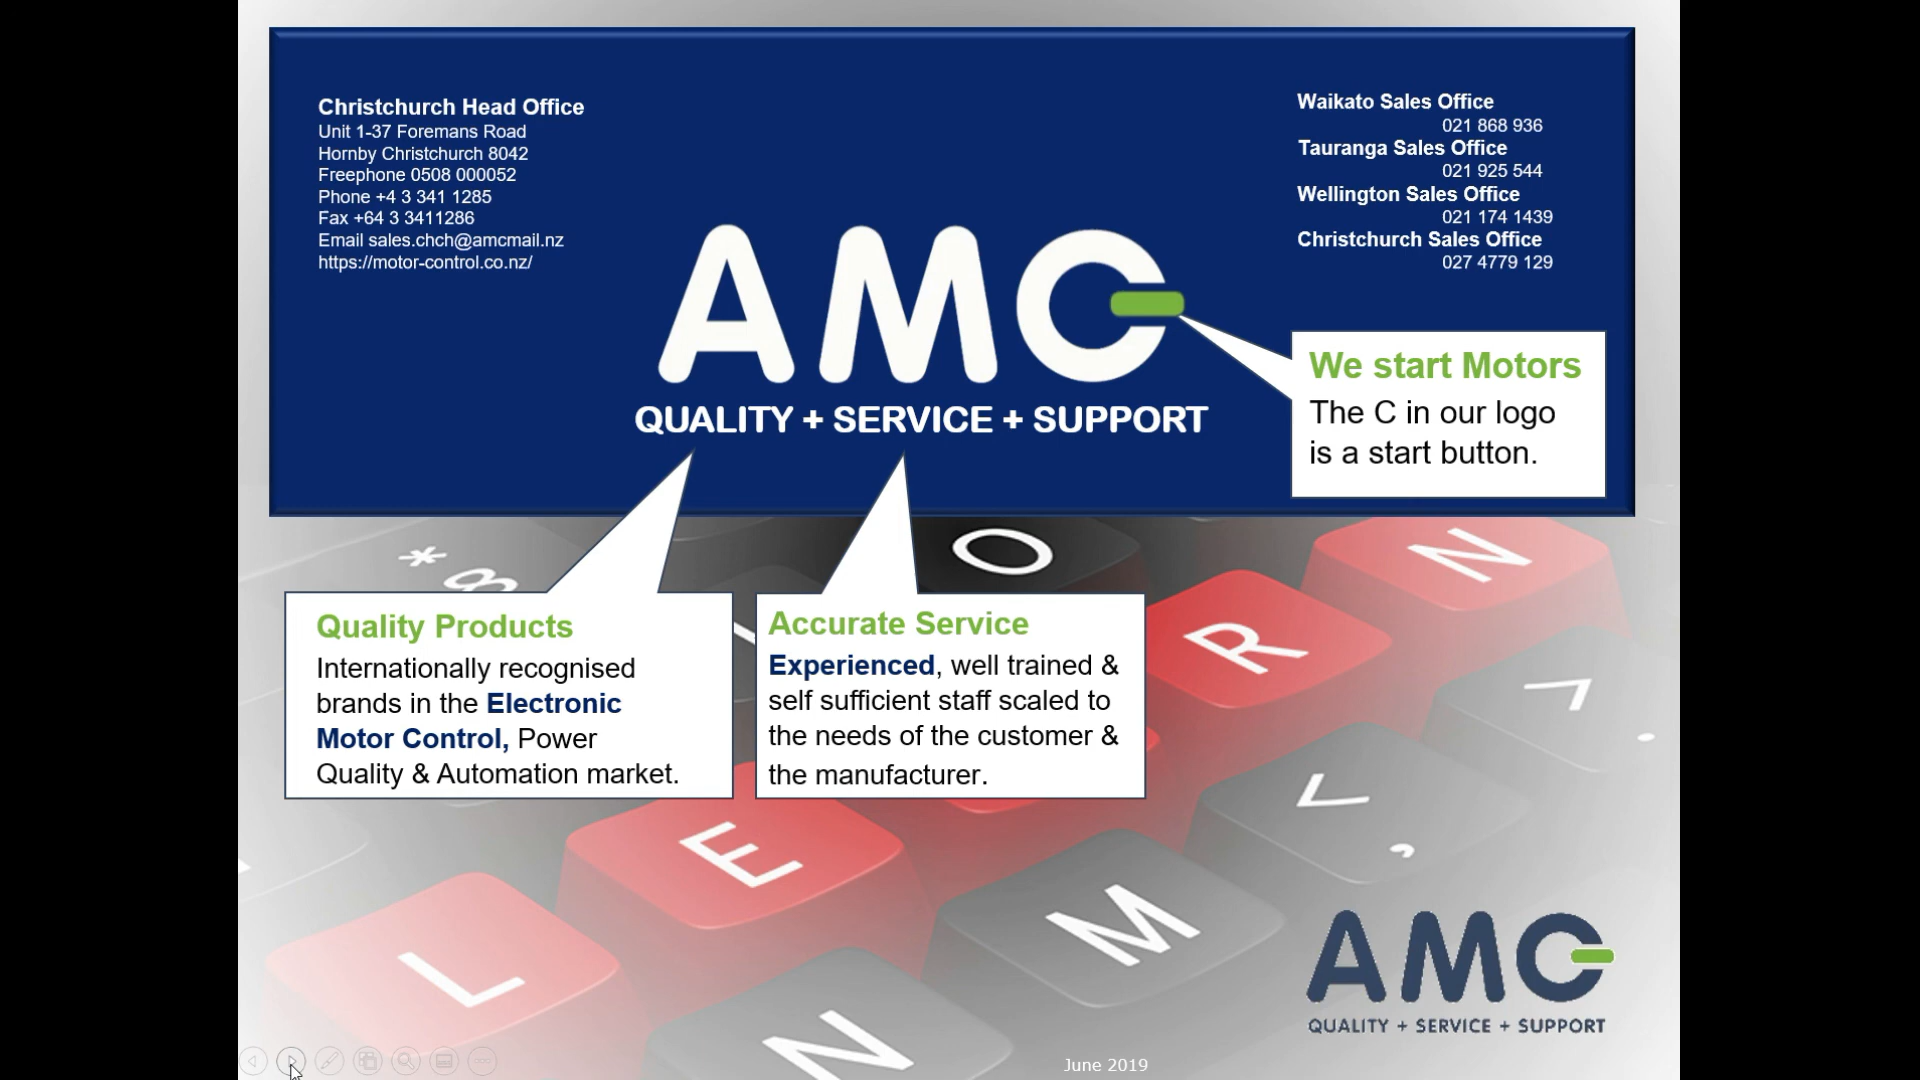 Christchurch Head Office
Unit 1-37 Foremans Road
Hornby Christchurch 8042
Freephone 0508 000052
Phone +4 3 341 1285
Fax +64 3 3411286
Email sales.chch@amcmail.nz
https://motor-control.co.nz/
Waikato Sales Office
021 868 936
Tauranga Sales Office
021 925 544
Wellington Sales Office
021 174 1439
Christchurch Sales Office
027 4779 129
AMC
QUALITY + SERVICE + SUPPORT
We start Motors
The C in our logo
is a start button.
Quality Products
Internationally recognised
brands in the Electronic
Motor Control, Power
Quality & Automation market.
Accurate Service
Experienced, well trained &
self sufficient staff scaled to
the needs of the customer &
the manufacturer.
* 8
O
N
R
E
L
M
N
< ,
> .
AMC
QUALITY + SERVICE + SUPPORT
June 2019